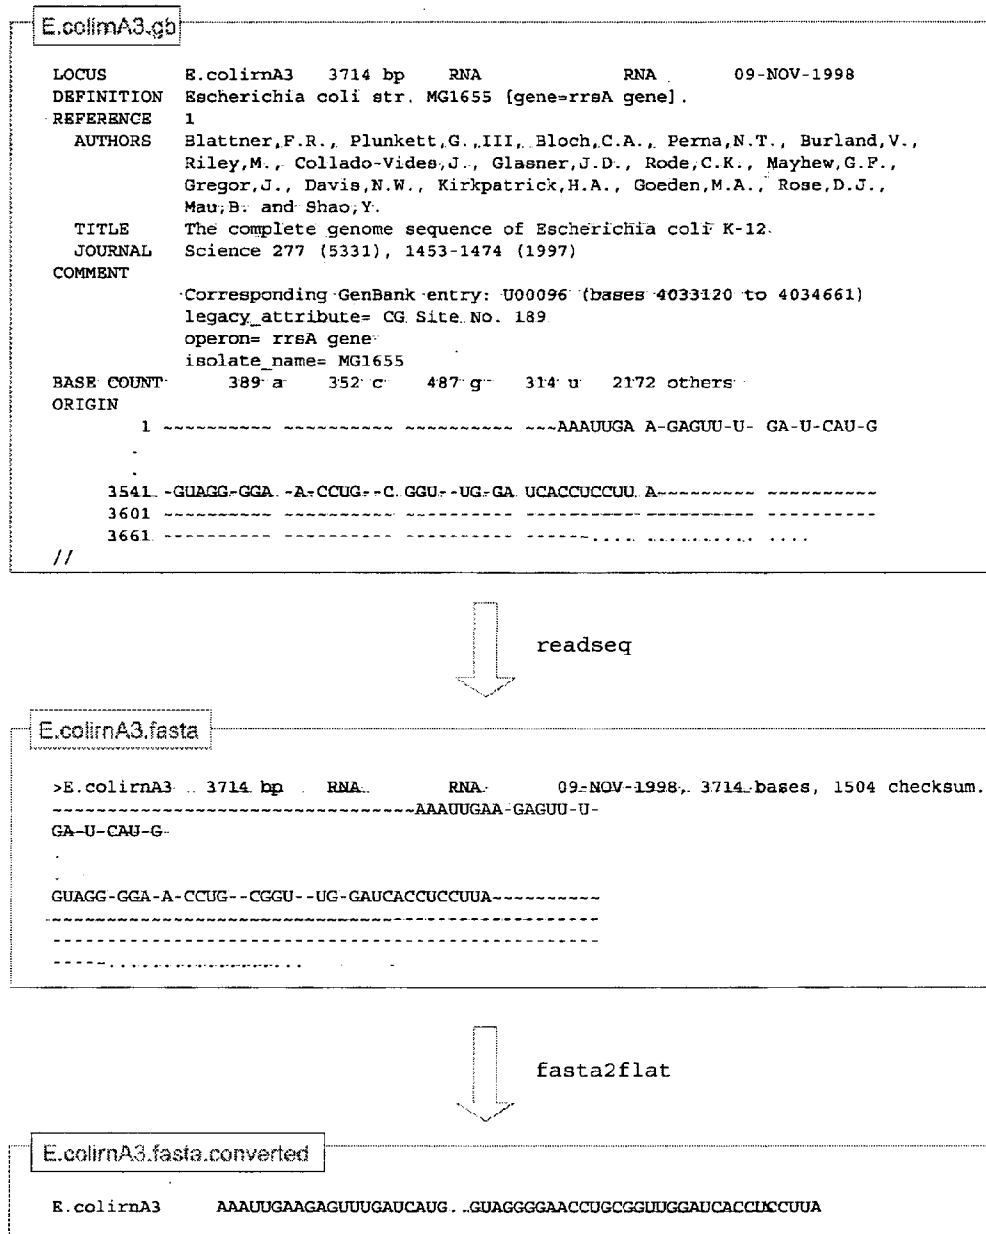 E.colirnA3.gb
LOCUS E.colirnA3 3714 bp RNA RNA 09-NOV-1998
DEFINITION Escherichia coli str. MG1655 [gene=rrsA gene].
REFERENCE 1
AUTHORS Blattner,F.R., Plunkett,G.,III, Bloch,C.A., Perna,N.T., Burland,V.,
Riley,M., Collado-Vides,J., Glasner,J.D., Rode,C.K., Mayhew,G.F.,
Gregor,J., Davis,N.W., Kirkpatrick,H.A., Goeden,M.A., Rose,D.J.,
Mau,B. and Shao,Y.
TITLE The complete genome sequence of Escherichia coli K-12.
JOURNAL Science 277 (5331), 1453-1474 (1997)
COMMENT
Corresponding GenBank entry: U00096 (bases 4033120 to 4034661)
legacy_attribute= CG Site No. 189
operon= rrsA gene
isolate_name= MG1655
BASE COUNT 389 a 352 c 487 g 314 u 2172 others
ORIGIN
1 ~~~~~~~~~~ ~~~~~~~~~~ ~~~~~~~~~~ ~~~AAAUUGA A-GAGUU-U- GA-U-CAU-G
.
.
3541 -GUAGG-GGA -A-CCUG--C GGU--UG-GA UCACCUCCUU A~~~~~~~~~ ~~~~~~~~~~
3601 ~~~~~~~~~~ ~~~~~~~~~~ ~~~~~~~~~~ ~~~~~~~~~~ ~~~~~~~~~~ ~~~~~~~~~~
3661 ~~~~~~~~~~ ~~~~~~~~~~ ~~~~~~~~~~ ~~~~~~.... .......... ....
//
readseq
E.colirnA3.fasta
>E.colirnA3 3714 bp RNA RNA 09-NOV-1998, 3714 bases, 1504 checksum.
~~~~~~~~~~~~~~~~~~~~~~~~~~~~~~~~~AAAUUGAA-GAGUU-U-
GA-U-CAU-G-
.
.
GUAGG-GGA-A-CCUG--CGGU--UG-GAUCACCUCCUUA~~~~~~~~~~
~~~~~~~~~~~~~~~~~~~~~~~~~~~~~~~~~~~~~~~~~~~~~~~~~~
~~~~~~~~~~~~~~~~~~~~~~~~~~~~~~~~~~~~~~~~~~~~~~~~~~
~~~~~..................
fasta2flat
E.colirnA3.fasta.converted
E.colirnA3 AAAUUGAAGAGUUUGAUCAUG...GUAGGGGAACCUGCGGUUGGAUCACCUCCUUA